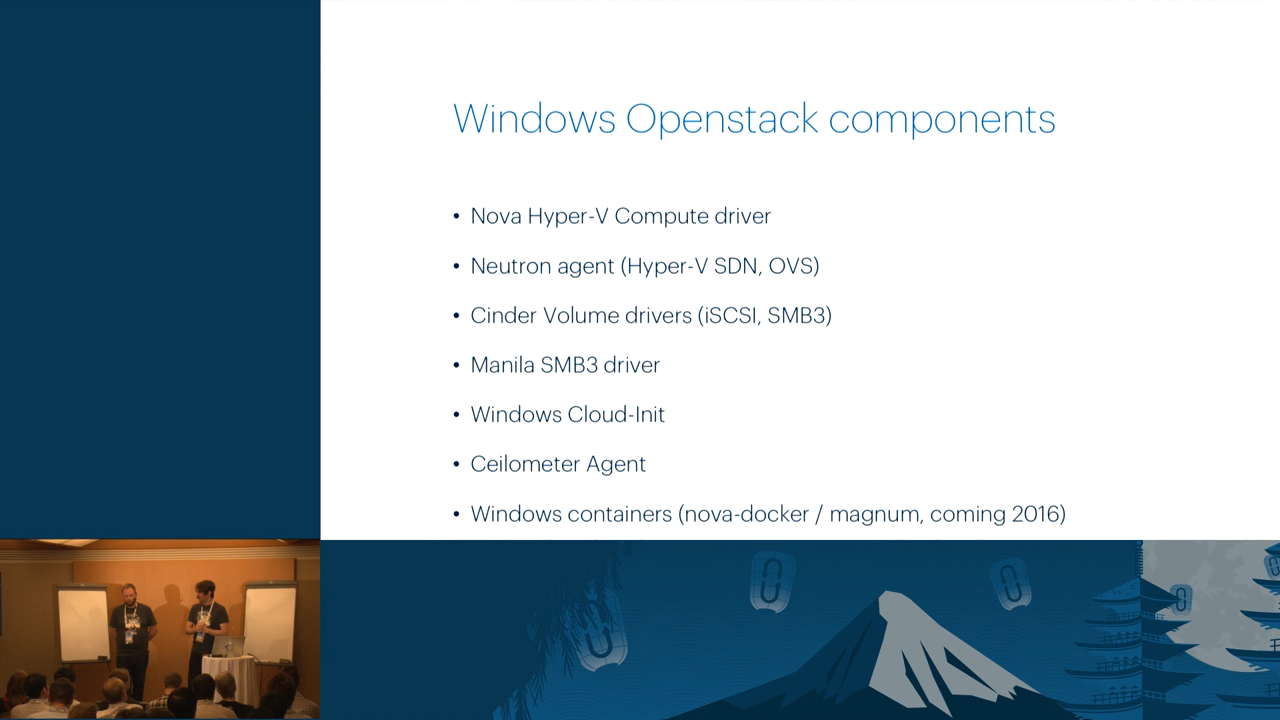 Windows Openstack components
• Nova Hyper-V Compute driver
• Neutron agent (Hyper-V SDN, OVS)
• Cinder Volume drivers (iSCSI, SMB3)
• Manila SMB3 driver
• Windows Cloud-Init
• Ceilometer Agent
• Windows containers (nova-docker / magnum, coming 2016)